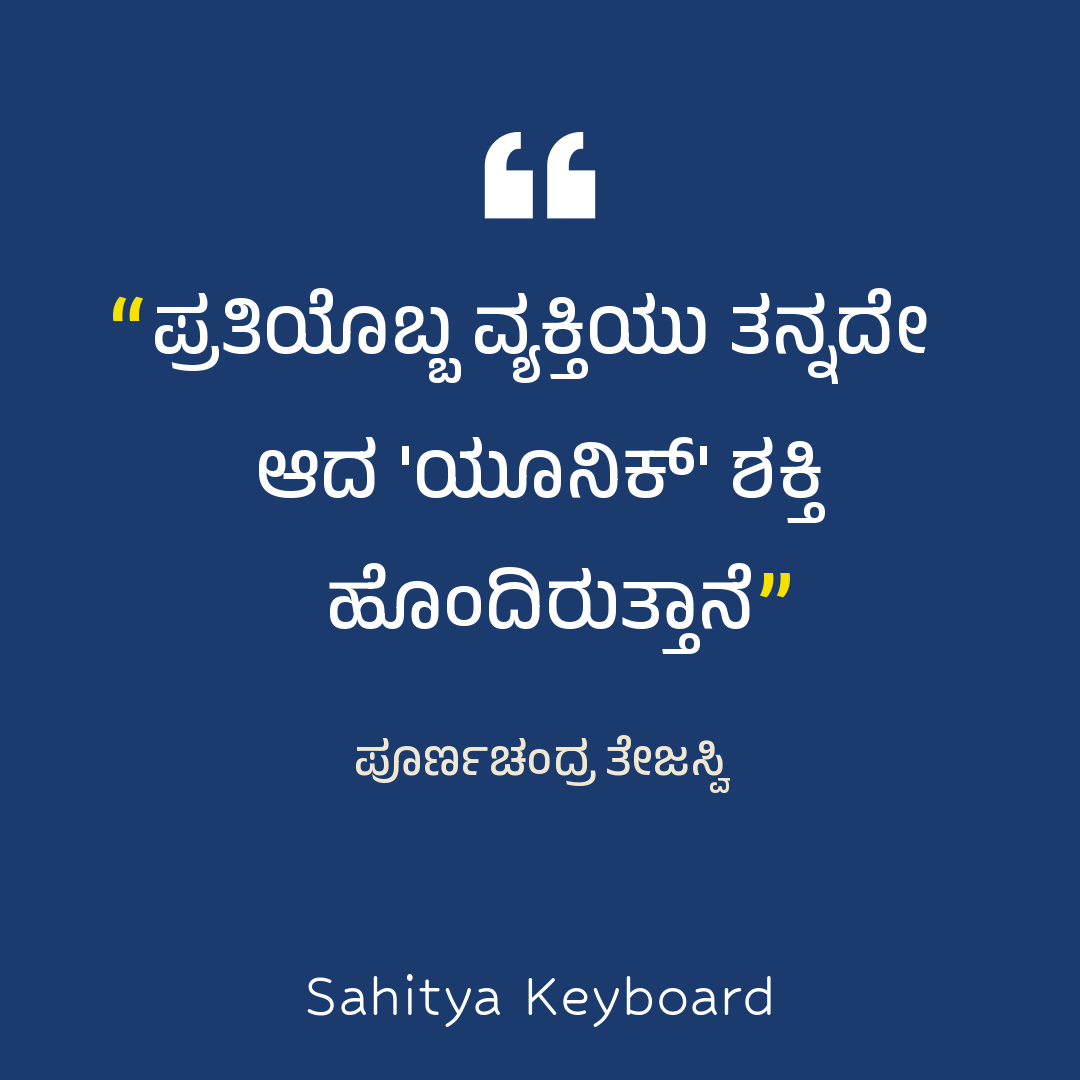 “ಪ್ರತಿಯೊಬ್ಬ ವ್ಯಕ್ತಿಯು ತನ್ನದೇ
ಆದ 'ಯೂನಿಕ್' ಶಕ್ತಿ
ಹೊಂದಿರುತ್ತಾನೆ”
ಪೂರ್ಣಚಂದ್ರ ತೇಜಸ್ವಿ
Sahitya Keyboard